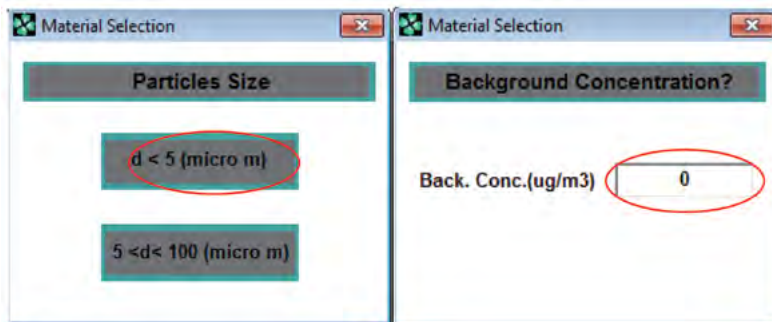 Material Selection
Particles Size
d < 5 (micro m)
5 <d< 100 (micro m)
Material Selection
Background Concentration?
Back. Conc.(ug/m3) 0